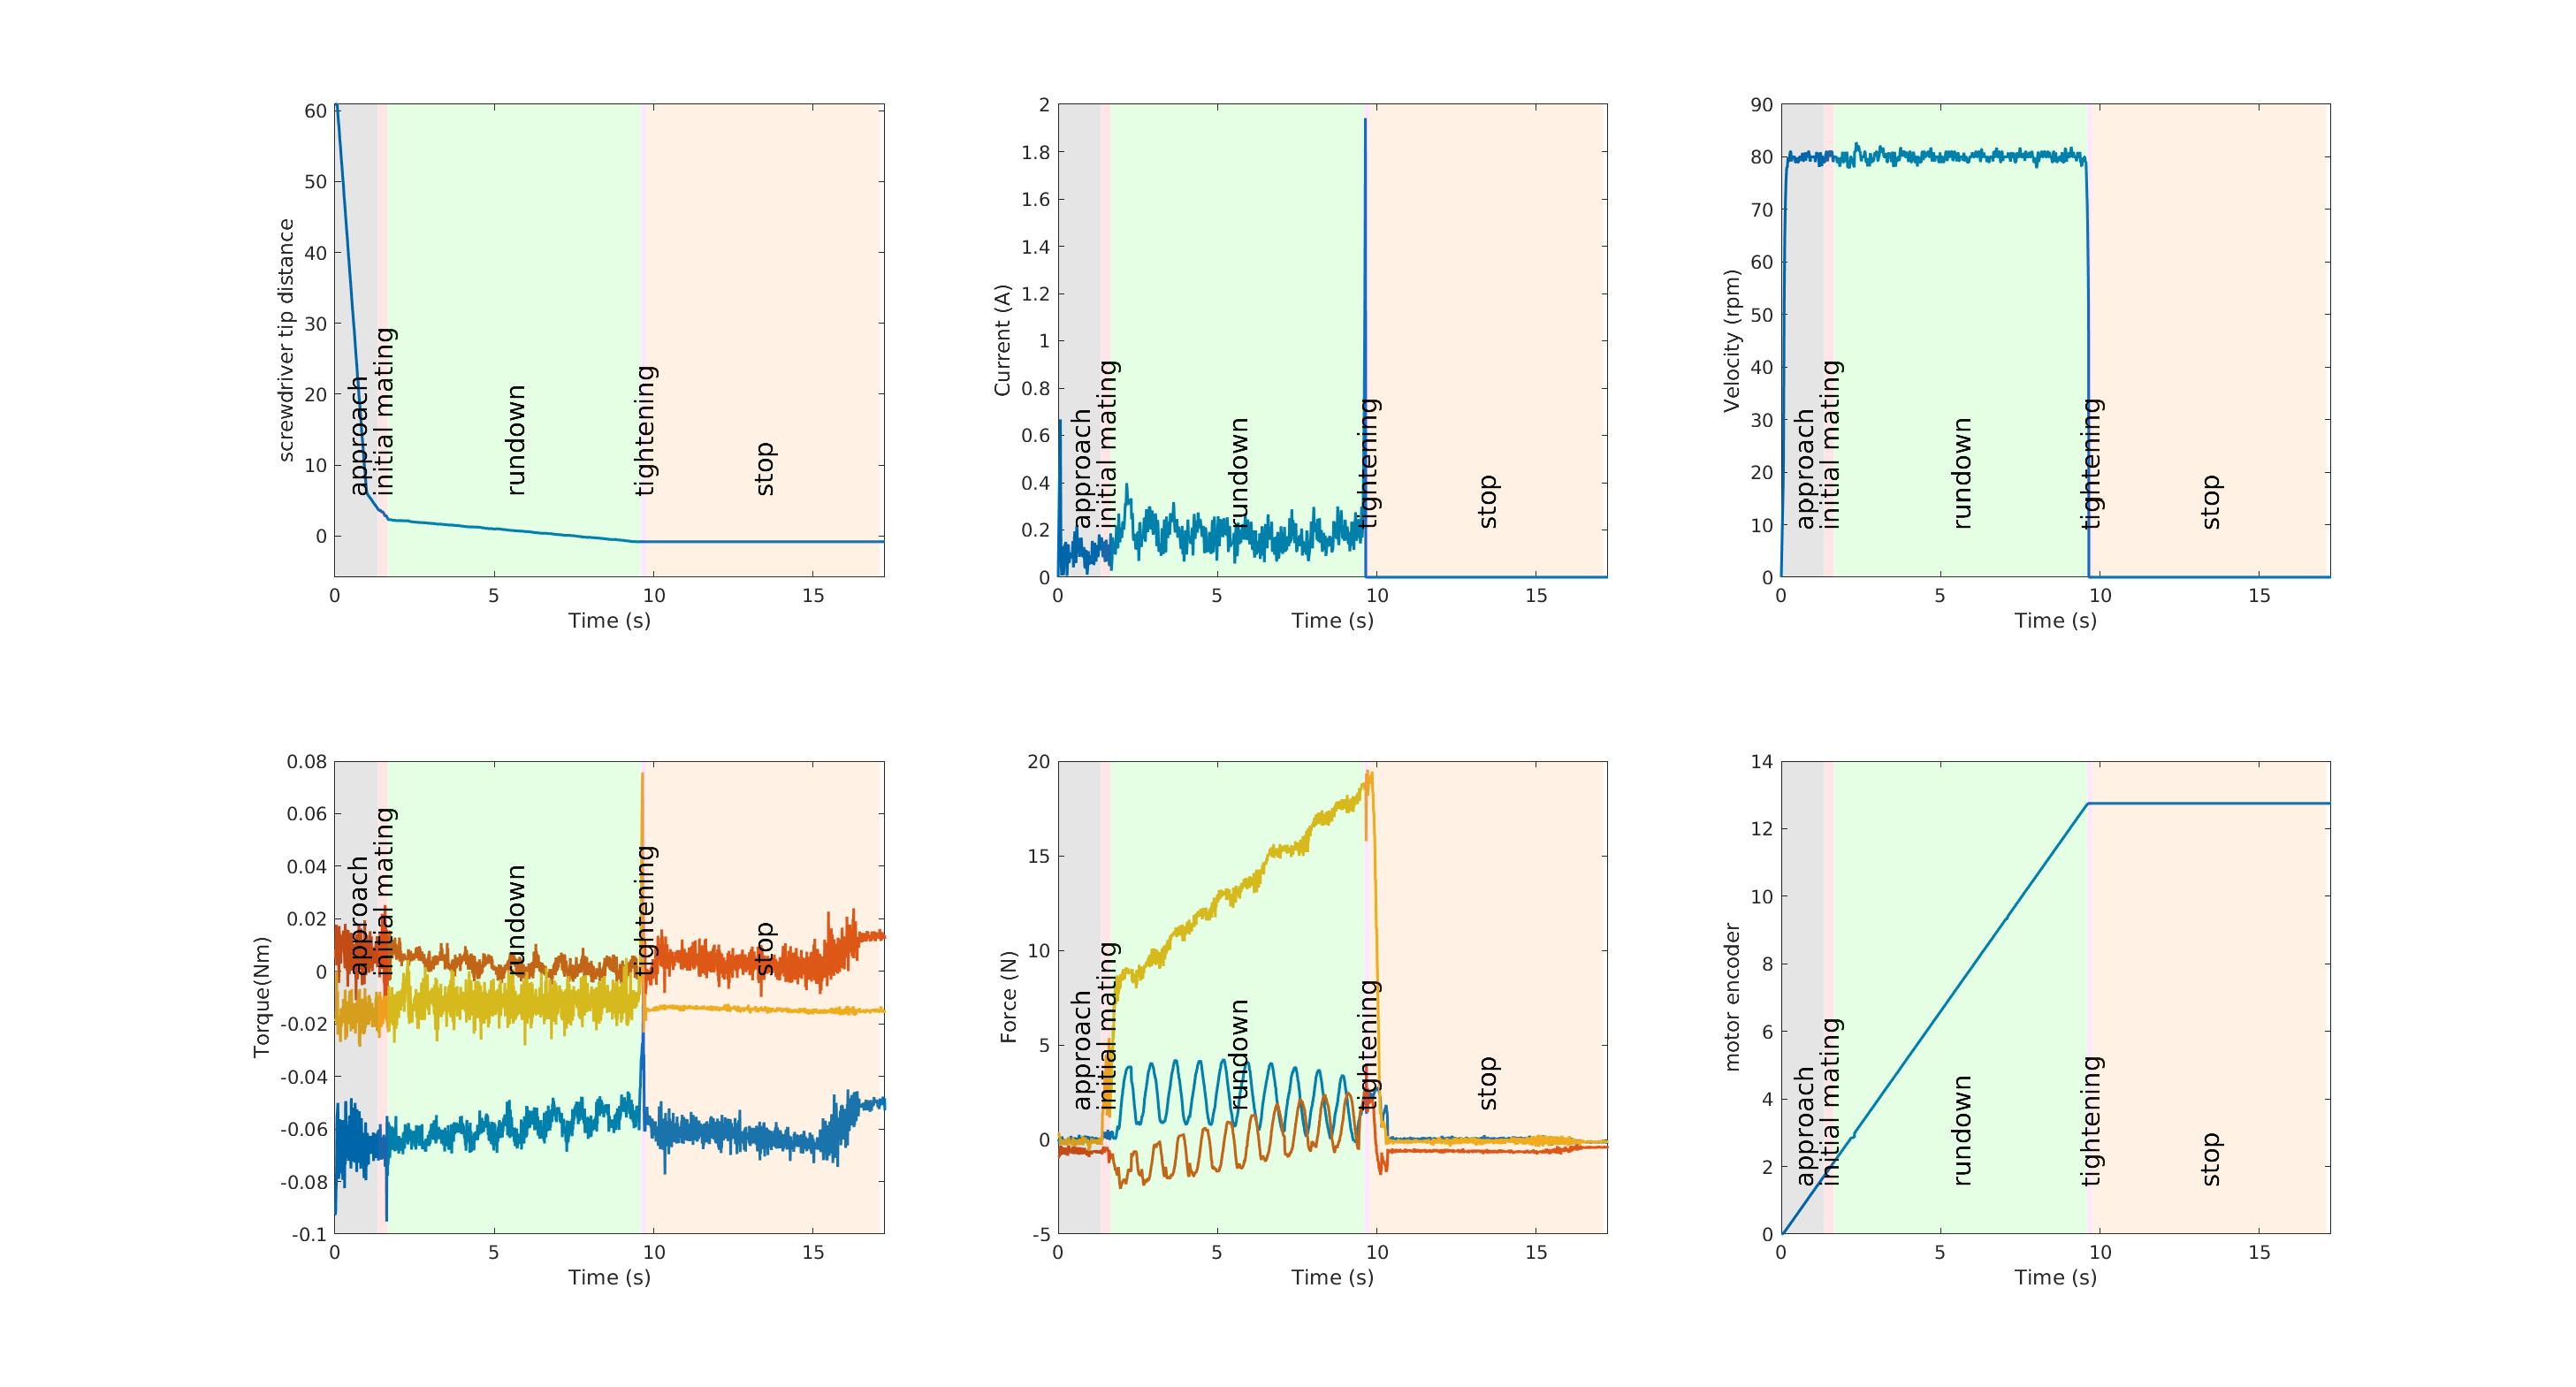 screwdriver tip distance
60
50
40
30
20
10
0
approach
initial mating
rundown
tightening
stop
0 5 10 15
Time (s)
Current (A)
2
1.8
1.6
1.4
1.2
1
0.8
0.6
0.4
0.2
0
approach
initial mating
rundown
tightening
stop
0 5 10 15
Time (s)
Velocity (rpm)
90
80
70
60
50
40
30
20
10
0
approach
initial mating
rundown
tightening
stop
0 5 10 15
Time (s)
Torque(Nm)
0.08
0.06
0.04
0.02
0
-0.02
-0.04
-0.06
-0.08
-0.1
approach
initial mating
rundown
tightening
stop
0 5 10 15
Time (s)
Force (N)
20
15
10
5
0
-5
approach
initial mating
rundown
tightening
stop
0 5 10 15
Time (s)
motor encoder
14
12
10
8
6
4
2
0
approach
initial mating
rundown
tightening
stop
0 5 10 15
Time (s)